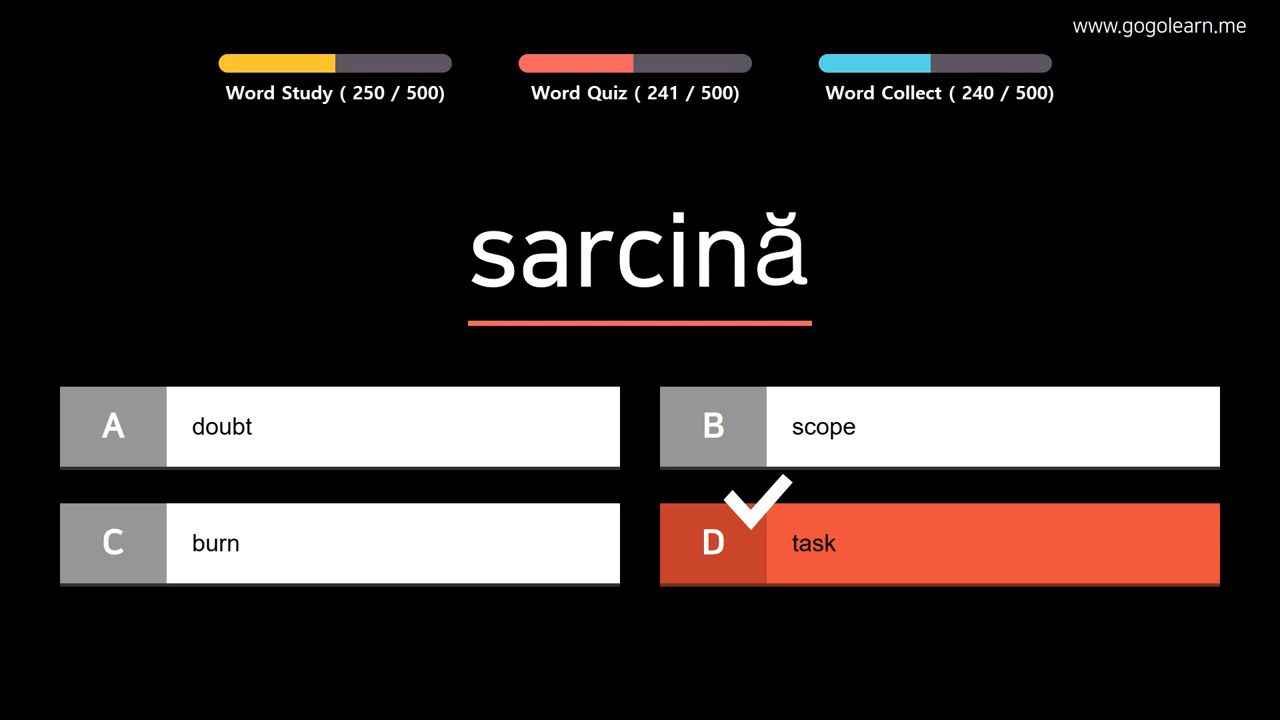 www.gogolearn.me
Word Study ( 250 / 500)
Word Quiz ( 241 / 500)
Word Collect ( 240 / 500)
sarcină
A doubt
B scope
C burn
D task